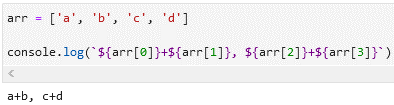 arr = ['a', 'b', 'c', 'd']
console.log(`${arr[0]}+${arr[1]}, ${arr[2]}+${arr[3]}`)
a+b, c+d